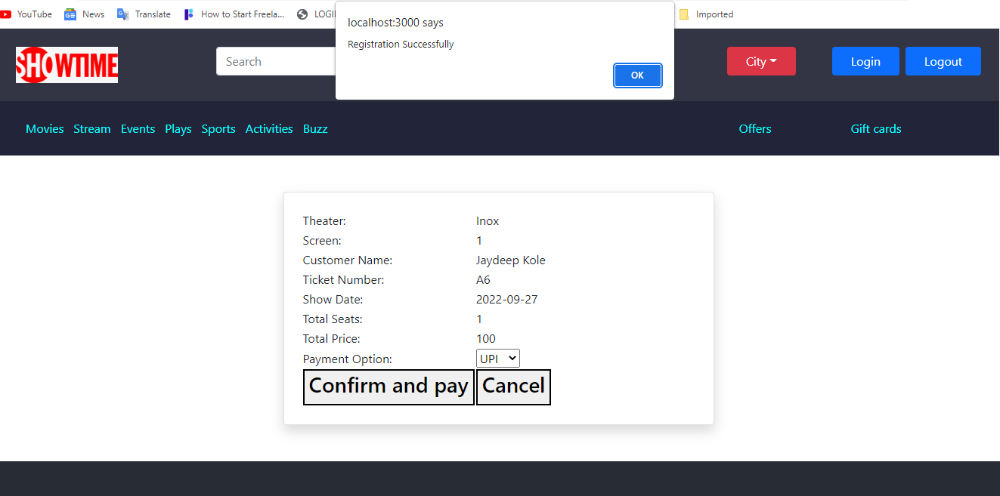 YouTube News Translate How to Start Freela... LOGI Imported
localhost:3000 says
Registration Successfully
OK
SHOWTIME Search City Login Logout
Movies Stream Events Plays Sports Activities Buzz Offers Gift cards
Theater: Inox
Screen: 1
Customer Name: Jaydeep Kole
Ticket Number: A6
Show Date: 2022-09-27
Total Seats: 1
Total Price: 100
Payment Option: UPI
Confirm and pay Cancel